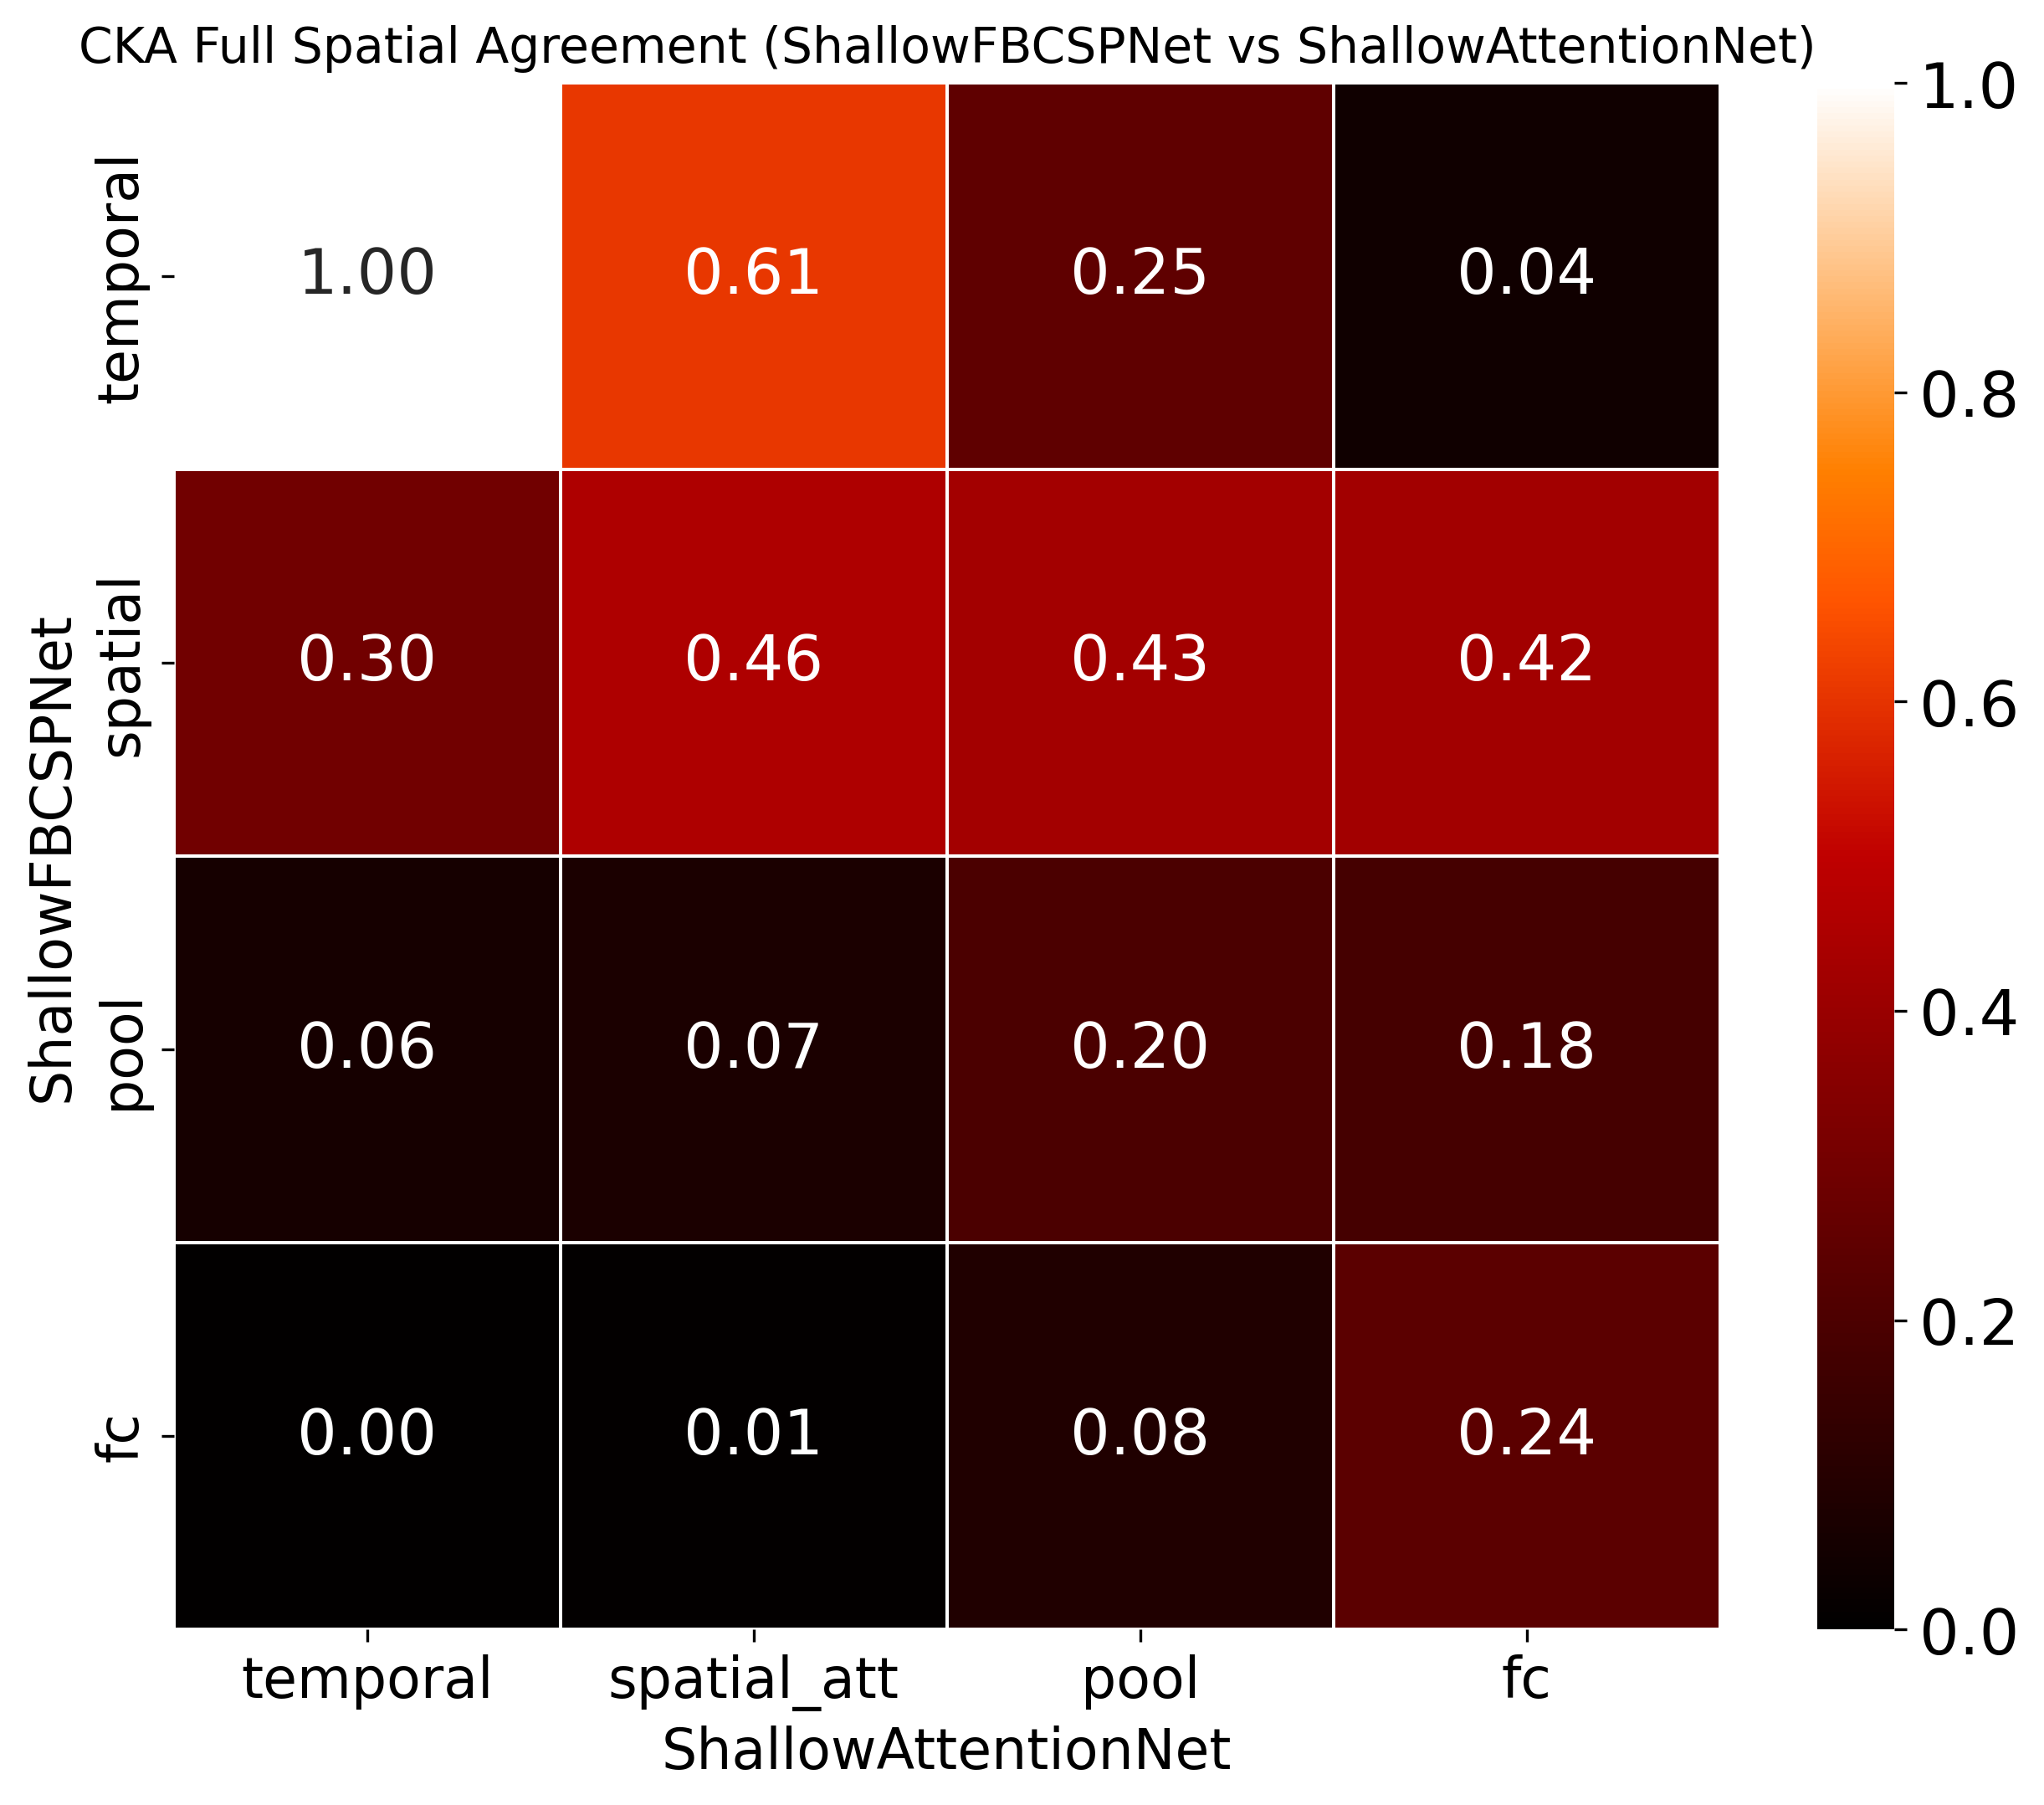 CKA Full Spatial Agreement (ShallowFBCSPNet vs ShallowAttentionNet)
ShallowFBCSPNet
temporal
1.00 0.61 0.25 0.04
spatial
0.30 0.46 0.43 0.42
pool
0.06 0.07 0.20 0.18
fc
0.00 0.01 0.08 0.24
temporal spatial_att pool fc
ShallowAttentionNet
1.0
0.8
0.6
0.4
0.2
0.0